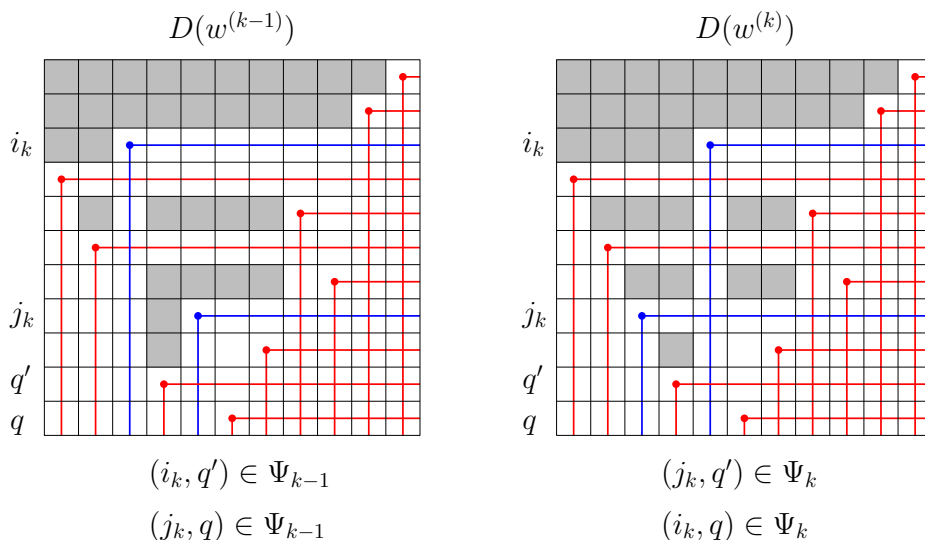 D(w^{(k-1)}) D(w^{(k)})
i_k i_k
j_k j_k
q′ q′
q q
(i_k, q′) ∈ Ψ_{k−1} (j_k, q′) ∈ Ψ_k
(j_k, q) ∈ Ψ_{k−1} (i_k, q) ∈ Ψ_k